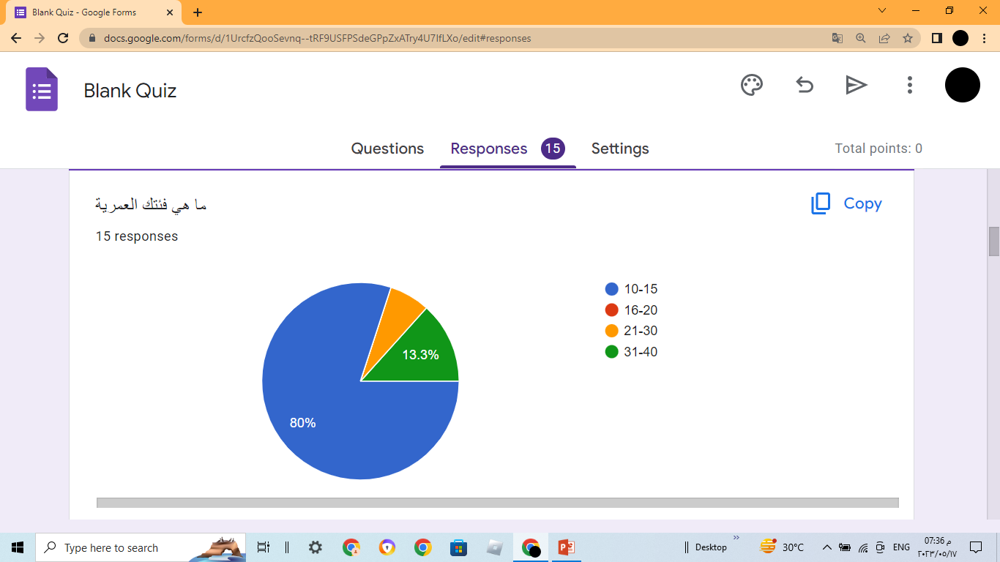 Blank Quiz - Google Forms
docs.google.com/forms/d/1UrcfzQooSevnq--tRF9USFPSdeGPpZxATry4U7lfLXo/edit#responses
Blank Quiz
Questions
Responses 15
Settings
Total points: 0
ما هي فئتك العمرية
Copy
15 responses
10-15
16-20
21-30
31-40
13.3%
80%
Type here to search
Desktop
30°C
ENG
07:36 م
٢٠٢٣/٠٥/١٧